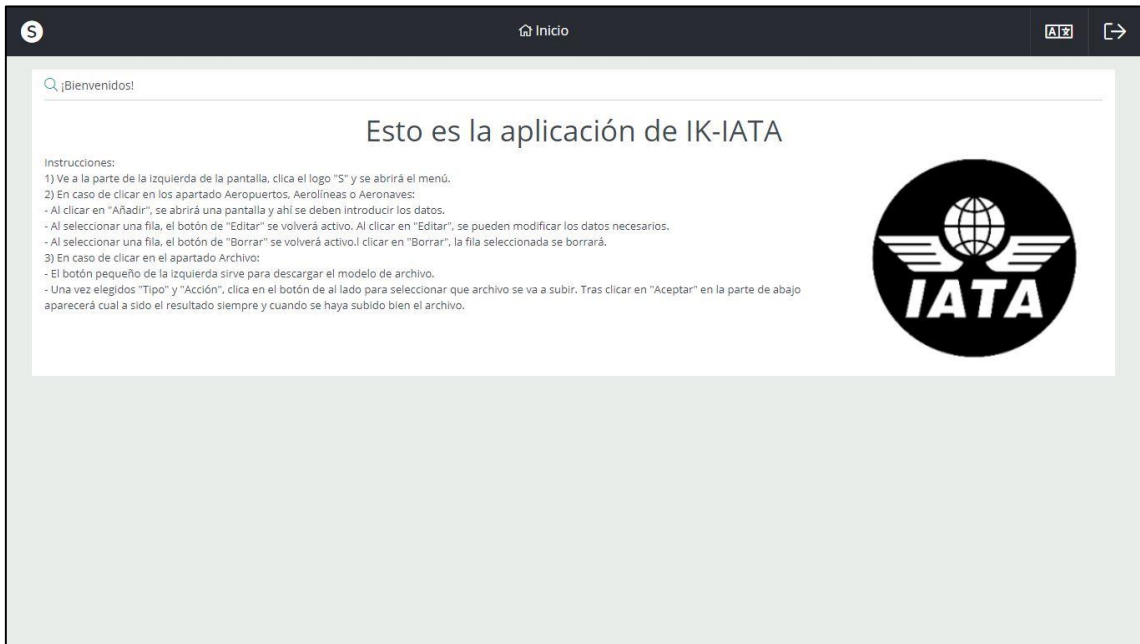 S
Inicio
¡Bienvenidos!
Esto es la aplicación de IK-IATA
Instrucciones:
1) Ve a la parte de la izquierda de la pantalla, clica el logo "S" y se abrirá el menú.
2) En caso de clicar en los apartado Aeropuertos, Aerolíneas o Aeronaves:
- Al clicar en "Añadir", se abrirá una pantalla y ahí se deben introducir los datos.
- Al seleccionar una fila, el botón de "Editar" se volverá activo. Al clicar en "Editar", se pueden modificar los datos necesarios.
- Al seleccionar una fila, el botón de "Borrar" se volverá activo.l clicar en "Borrar", la fila seleccionada se borrará.
3) En caso de clicar en el apartado Archivo:
- El botón pequeño de la izquierda sirve para descargar el modelo de archivo.
- Una vez elegidos "Tipo" y "Acción", clica en el botón de al lado para seleccionar que archivo se va a subir. Tras clicar en "Aceptar" en la parte de abajo
aparecerá cual a sido el resultado siempre y cuando se haya subido bien el archivo.
IATA